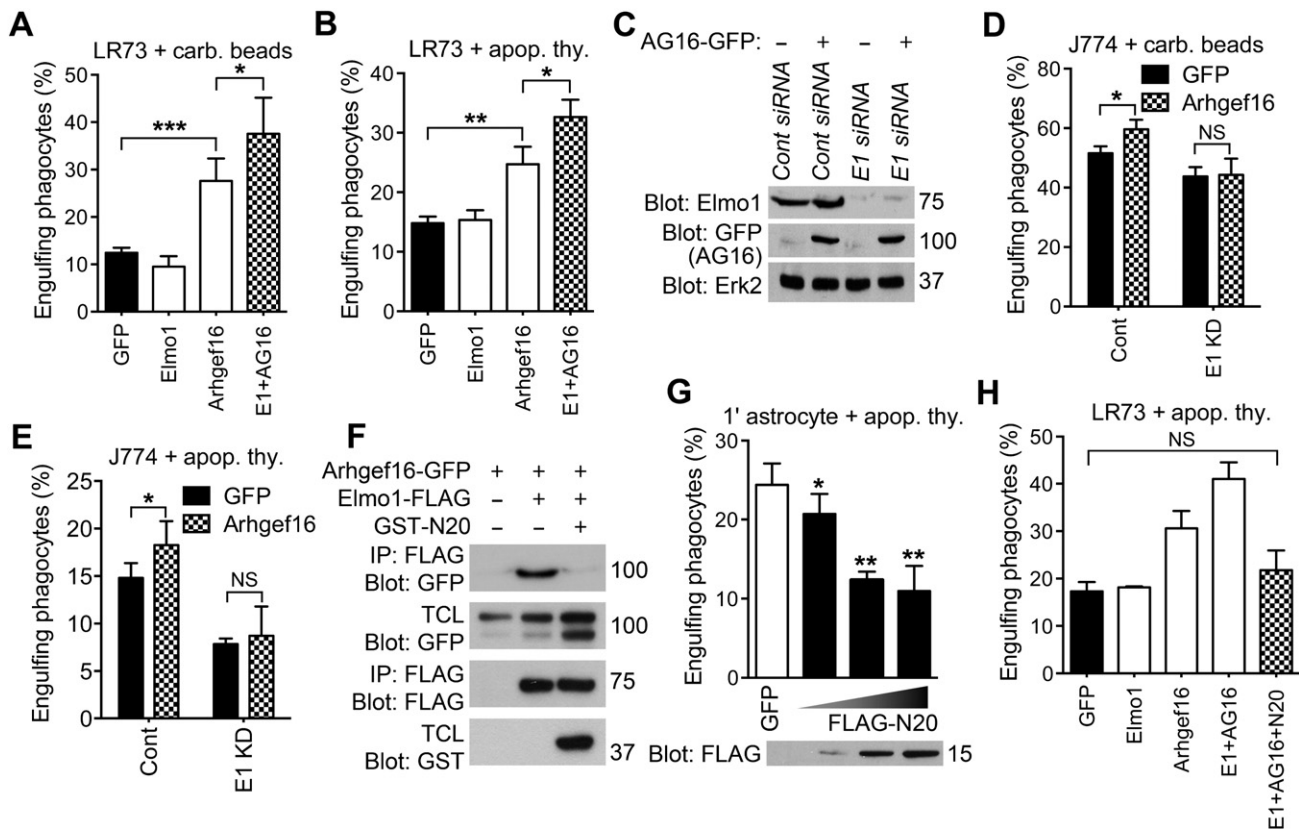 A
LR73 + carb. beads
Engulfing phagocytes (%)
50
40
30
20
10
0
***
*
GFP
Elmo1
Arhgef16
E1+AG16
B
LR73 + apop. thy.
Engulfing phagocytes (%)
40
30
20
10
0
**
*
GFP
Elmo1
Arhgef16
E1+AG16
C
AG16-GFP: – + – +
Cont siRNA
Cont siRNA
E1 siRNA
E1 siRNA
Blot: Elmo1 75
Blot: GFP 100
(AG16)
Blot: Erk2 37
D
J774 + carb. beads
Engulfing phagocytes (%)
80
60
40
20
0
GFP
Arhgef16
*
NS
Cont
E1 KD
E
J774 + apop. thy.
Engulfing phagocytes (%)
25
20
15
10
5
0
GFP
Arhgef16
*
NS
Cont
E1 KD
F
Arhgef16-GFP + + +
Elmo1-FLAG – + +
GST-N20 – – +
IP: FLAG
Blot: GFP 100
TCL
Blot: GFP 100
IP: FLAG
Blot: FLAG 75
TCL
Blot: GST 37
G
1' astrocyte + apop. thy.
Engulfing phagocytes (%)
30
20
10
0
*
**
**
GFP
FLAG-N20
Blot: FLAG 15
H
LR73 + apop. thy.
NS
Engulfing phagocytes (%)
50
40
30
20
10
0
GFP
Elmo1
Arhgef16
E1+AG16
E1+AG16+N20